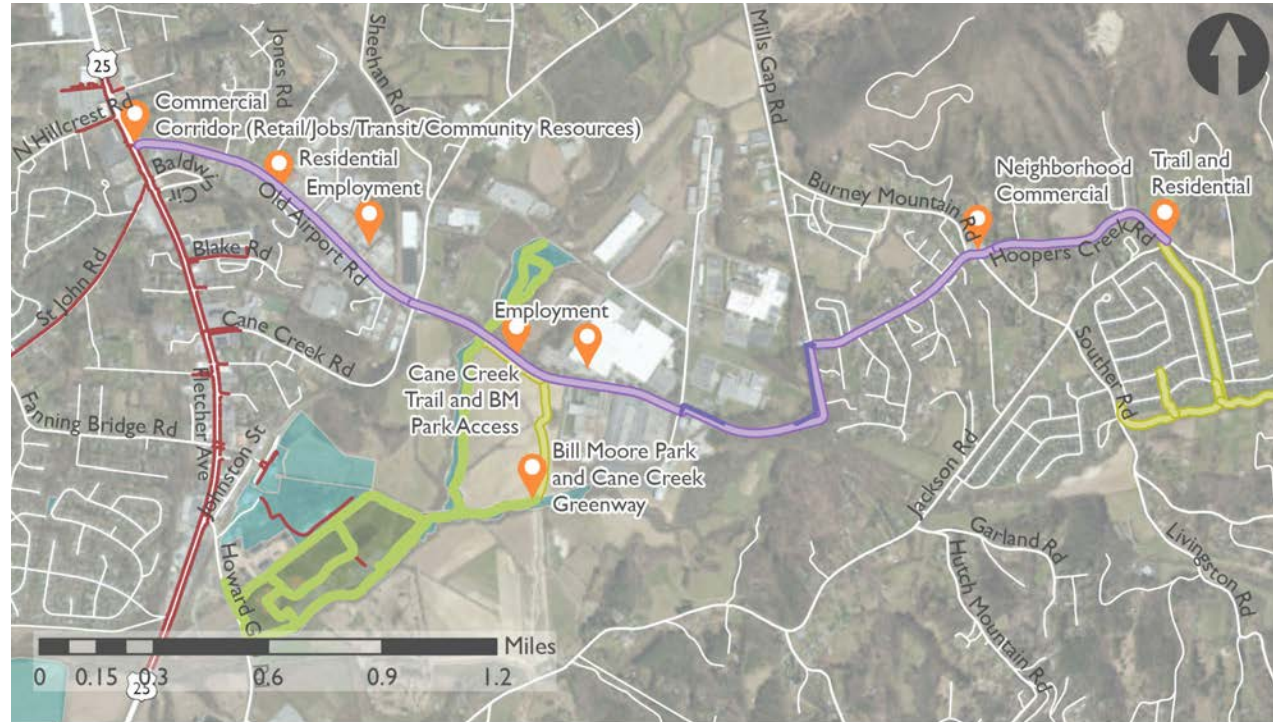 25
Jones Rd
Sheehan Rd
Mills Gap Rd
N Hillcrest Rd
Commercial
Corridor (Retail/Jobs/Transit/Community Resources)
Baldwin Cir
Residential
Employment
Old Airport Rd
Burney Mountain Rd
Neighborhood
Commercial
Trail and
Residential
Hoopers Creek Rd
St John Rd
Blake Rd
Cane Creek Rd
Employment
Cane Creek
Trail and BM
Park Access
Souther Rd
Fanning Bridge Rd
Fletcher Ave
Johnston St
Bill Moore Park
and Cane Creek
Greenway
Jackson Rd
Garland Rd
Hutch Mountain Rd
Livingston Rd
Howard G
Miles
0 0.15 0.3 0.6 0.9 1.2
25